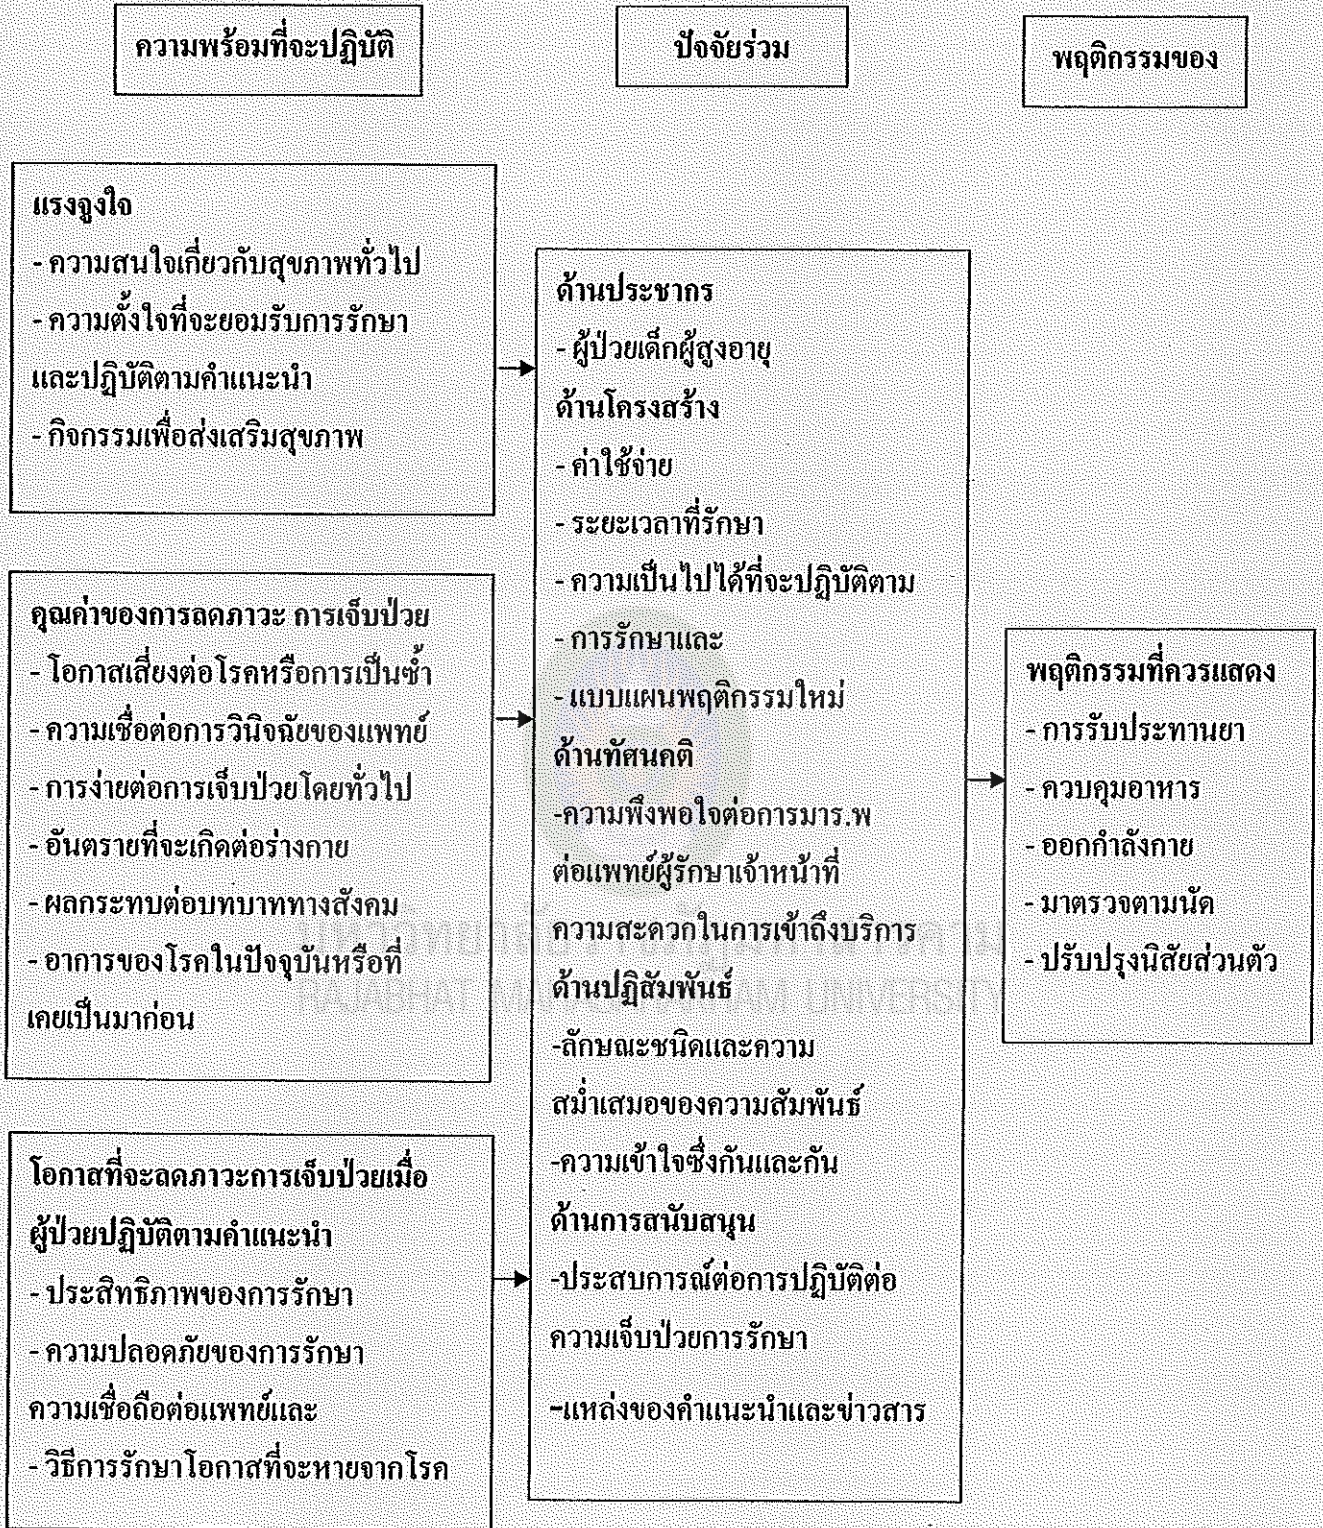 ความพร้อมที่จะปฏิบัติ
ปัจจัยร่วม
พฤติกรรมของ
แรงจูงใจ
- ความสนใจเกี่ยวกับสุขภาพทั่วไป
- ความตั้งใจที่จะยอมรับการรักษา
และปฏิบัติตามคำแนะนำ
- กิจกรรมเพื่อส่งเสริมสุขภาพ
คุณค่าของการลดภาวะ การเจ็บป่วย
- โอกาสเสี่ยงต่อโรคหรือการเป็นซ้ำ
- ความเชื่อต่อการวินิจฉัยของแพทย์
- การง่ายต่อการเจ็บป่วยโดยทั่วไป
- อันตรายที่จะเกิดต่อร่างกาย
- ผลกระทบต่อบทบาททางสังคม
- อาการของโรคในปัจจุบันหรือที่
เคยเป็นมาก่อน
โอกาสที่จะลดภาวะการเจ็บป่วยเมื่อ
ผู้ป่วยปฏิบัติตามคำแนะนำ
- ประสิทธิภาพของการรักษา
- ความปลอดภัยของการรักษา
ความเชื่อถือต่อแพทย์และ
- วิธีการรักษาโอกาสที่จะหายจากโรค
ด้านประชากร
- ผู้ป่วยเด็กผู้สูงอายุ
ด้านโครงสร้าง
- ค่าใช้จ่าย
- ระยะเวลาที่รักษา
- ความเป็นไปได้ที่จะปฏิบัติตาม
- การรักษาและ
- แบบแผนพฤติกรรมใหม่
ด้านทัศนคติ
-ความพึงพอใจต่อการมาร.พ
ต่อแพทย์ผู้รักษาเจ้าหน้าที่
ความสะดวกในการเข้าถึงบริการ
ด้านปฏิสัมพันธ์
-ลักษณะชนิดและความ
สม่ำเสมอของความสัมพันธ์
-ความเข้าใจซึ่งกันและกัน
ด้านการสนับสนุน
-ประสบการณ์ต่อการปฏิบัติต่อ
ความเจ็บป่วยการรักษา
-แหล่งของคำแนะนำและข่าวสาร
พฤติกรรมที่ควรแสดง
- การรับประทานยา
- ควบคุมอาหาร
- ออกกำลังกาย
- มาตรวจตามนัด
- ปรับปรุงนิสัยส่วนตัว